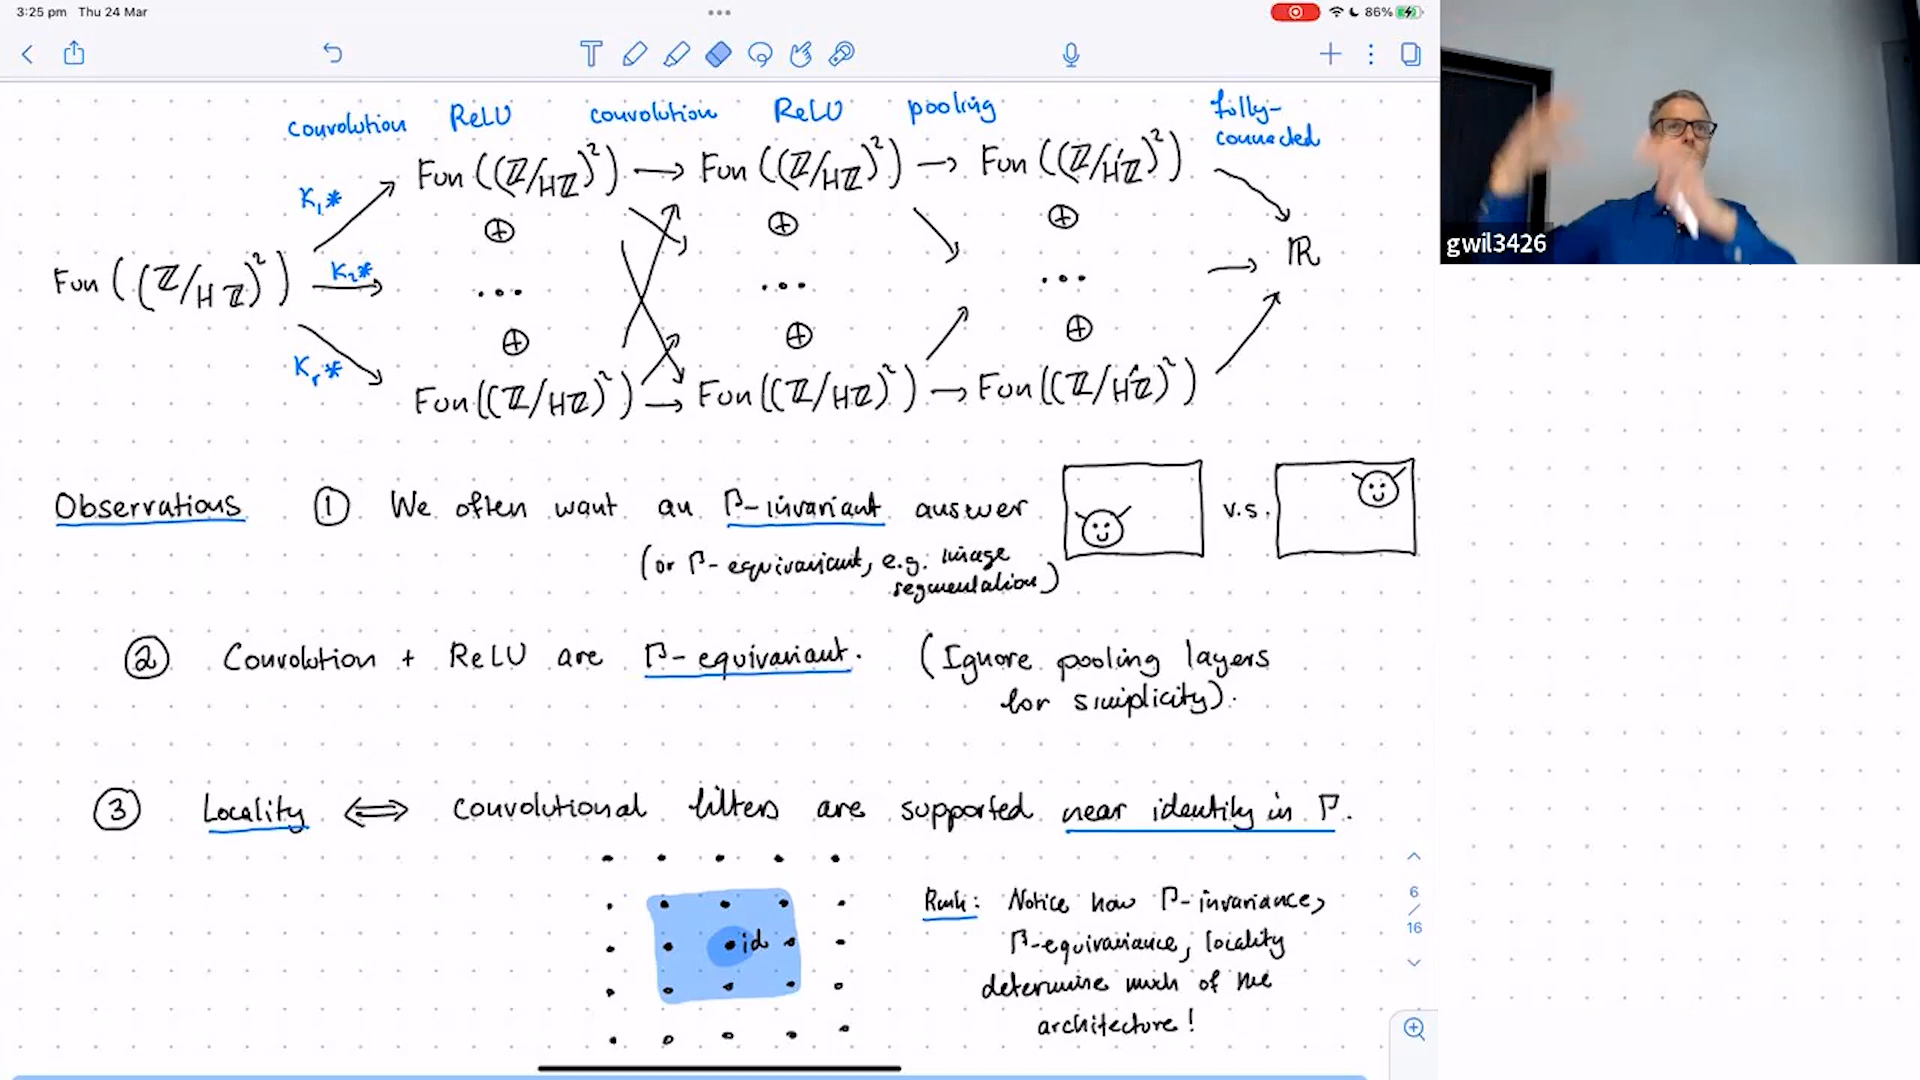 3:25 pm Thu 24 Mar
86%
convolution ReLU convolution ReLU pooling fully-
connected
K₁* Fun((ℤ/Hℤ)²) → Fun((ℤ/Hℤ)²) → Fun((ℤ/H'ℤ)²)
⊕ ⊕ ⊕
Fun((ℤ/Hℤ)²) K₂* ... ... ... ℝ
⊕ ⊕ ⊕
Kᵣ* Fun((ℤ/Hℤ)²) → Fun((ℤ/Hℤ)²) → Fun((ℤ/H'ℤ)²)
gwil3426
Observations ① We often want an Γ-invariant answer v.s.
(or Γ-equivariant, e.g. image
segmentation)
② Convolution + ReLU are Γ-equivariant. (Ignore pooling layers
for simplicity).
③ Locality ⟺ convolutional filters are supported near identity in Γ.
id
Rmk: Notice how Γ-invariance,
Γ-equivariance, locality
determine much of the
architecture!
6
/
16